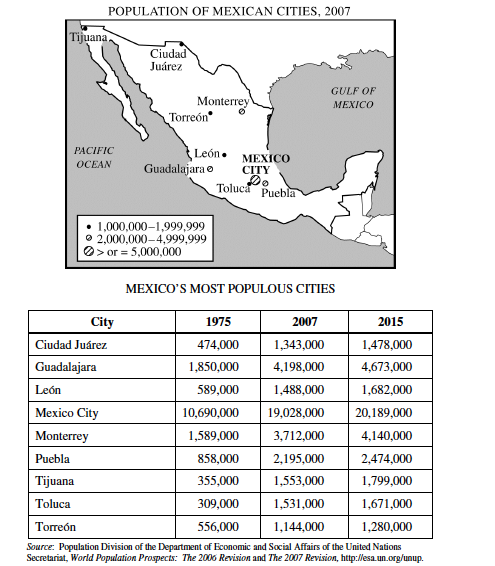 POPULATION OF MEXICAN CITIES, 2007
Tijuana
Ciudad
Juárez
GULF OF
MEXICO
Monterrey
Torreón
PACIFIC
OCEAN
León
MEXICO
CITY
Guadalajara
Toluca
Puebla
1,000,000–1,999,999
2,000,000–4,999,999
> or = 5,000,000
MEXICO'S MOST POPULOUS CITIES
City 1975 2007 2015
Ciudad Juárez 474,000 1,343,000 1,478,000
Guadalajara 1,850,000 4,198,000 4,673,000
León 589,000 1,488,000 1,682,000
Mexico City 10,690,000 19,028,000 20,189,000
Monterrey 1,589,000 3,712,000 4,140,000
Puebla 858,000 2,195,000 2,474,000
Tijuana 355,000 1,553,000 1,799,000
Toluca 309,000 1,531,000 1,671,000
Torreón 556,000 1,144,000 1,280,000
Source: Population Division of the Department of Economic and Social Affairs of the United Nations
Secretariat, World Population Prospects: The 2006 Revision and The 2007 Revision, http://esa.un.org/unup.